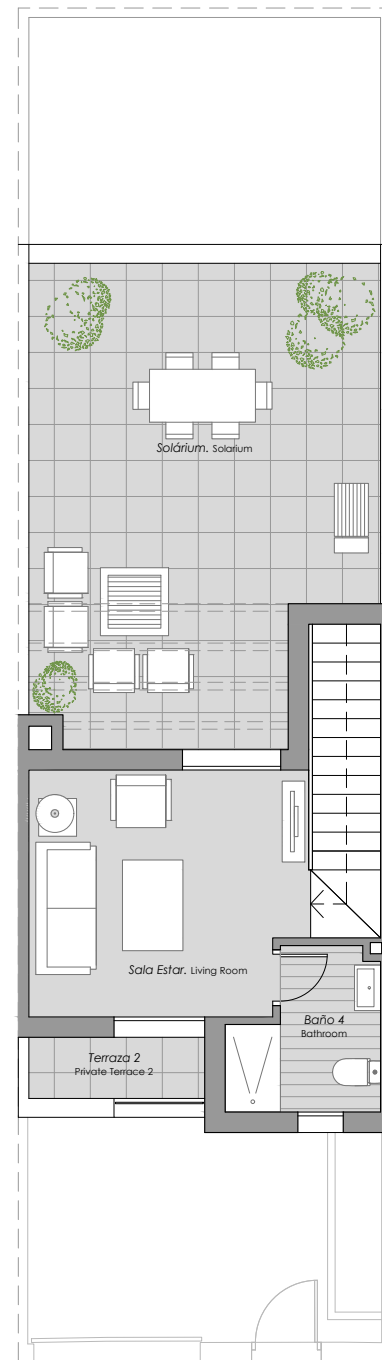 Solárium. Solarium
Sala Estar. Living Room
Baño 4
Bathroom
Terraza 2
Private Terrace 2